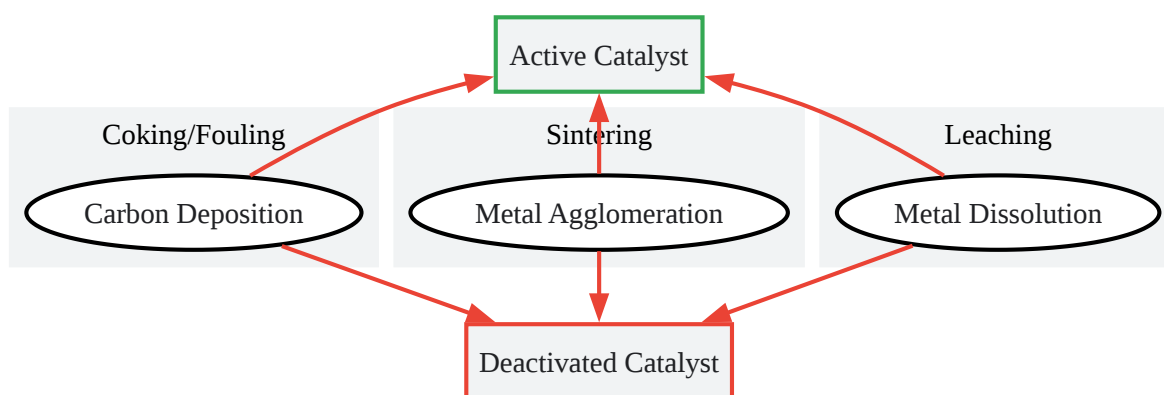 Active Catalyst
Coking/Fouling
Sintering
Leaching
Carbon Deposition
Metal Agglomeration
Metal Dissolution
Deactivated Catalyst